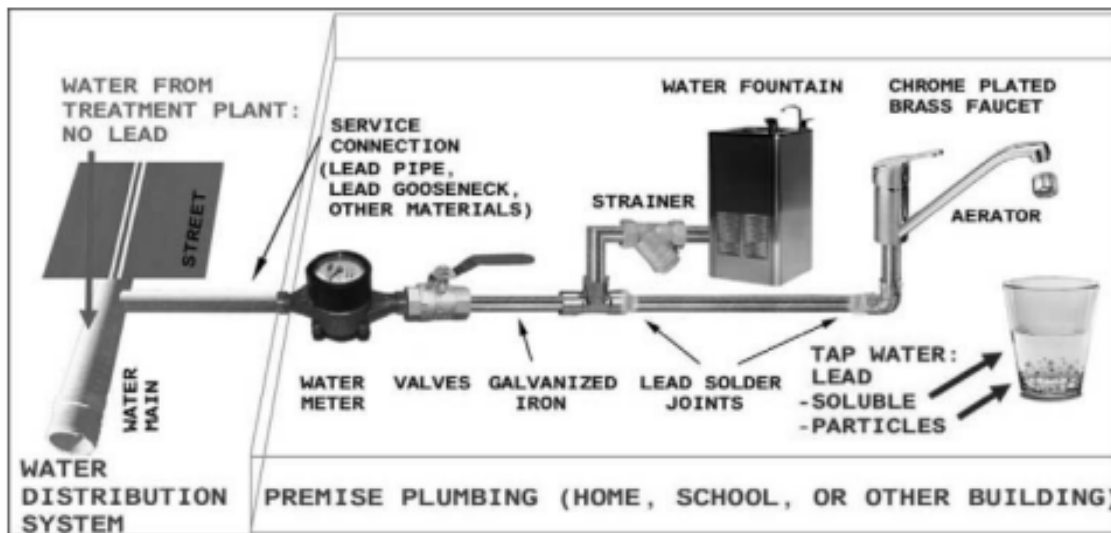 WATER FROM
TREATMENT PLANT:
NO LEAD
SERVICE
CONNECTION
(LEAD PIPE,
LEAD GOOSENECK,
OTHER MATERIALS)
WATER FOUNTAIN
CHROME PLATED
BRASS FAUCET
STRAINER
AERATOR
STREET
WATER
MAIN
WATER
METER
VALVES
GALVANIZED
IRON
LEAD SOLDER
JOINTS
TAP WATER:
LEAD
-SOLUBLE
-PARTICLES
WATER
DISTRIBUTION
SYSTEM
PREMISE PLUMBING (HOME, SCHOOL, OR OTHER BUILDING)